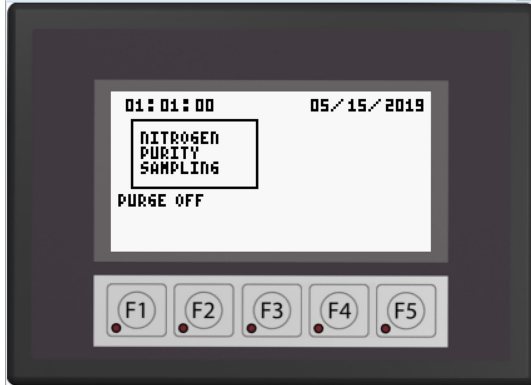 01:01:00 05/15/2019
NITROGEN
PURITY
SAMPLING
PURGE OFF
F1 F2 F3 F4 F5